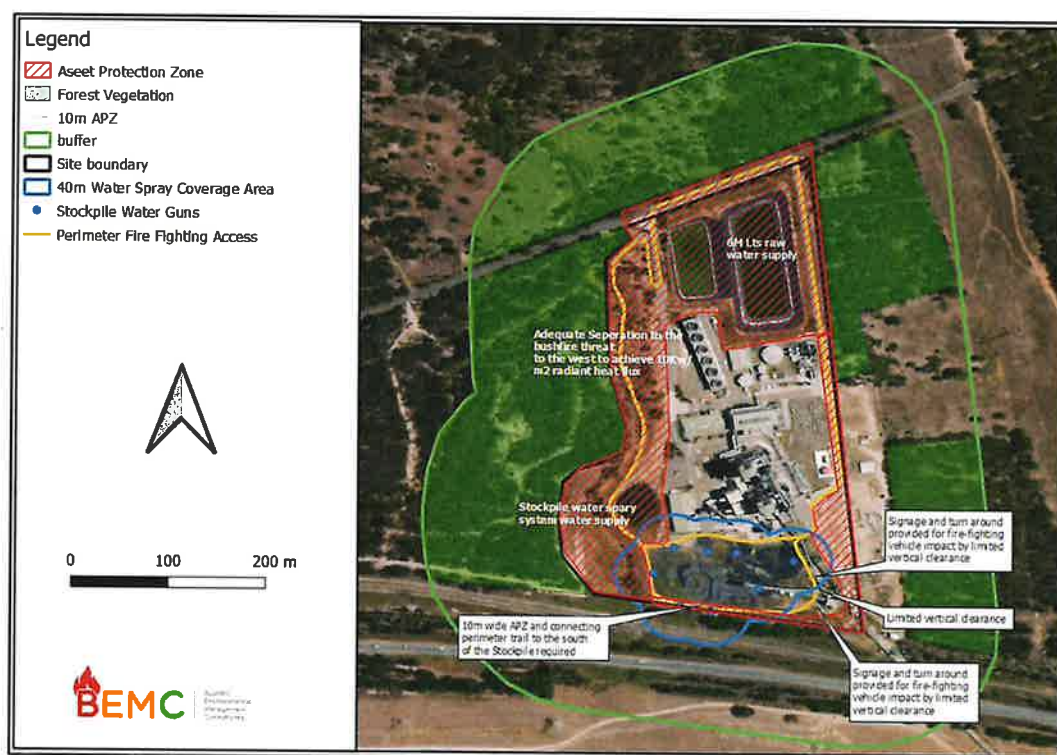 Legend
Aseet Protection Zone
Forest Vegetation
10m APZ
buffer
Site boundary
40m Water Spray Coverage Area
Stockpile Water Guns
Perimeter Fire Fighting Access
0 100 200 m
BEMC
Bushfire
Environmental
Management
Consultancy
6M Lts raw
water supply
Adequate Seperation to the
bushfire threat
to the west to achieve 10Kw/
m2 radiant heat flux
Stockpile water spary
system water supply
Signage and turn around
provided for fire-fighting
vehicle impact by limited
vertical clearance
Limited vertical clearance
10m wide APZ and connecting
perimeter trail to the south
of the Stockpile required
Signage and turn around
provided for fire-fighting
vehicle impact by limited
vertical clearance